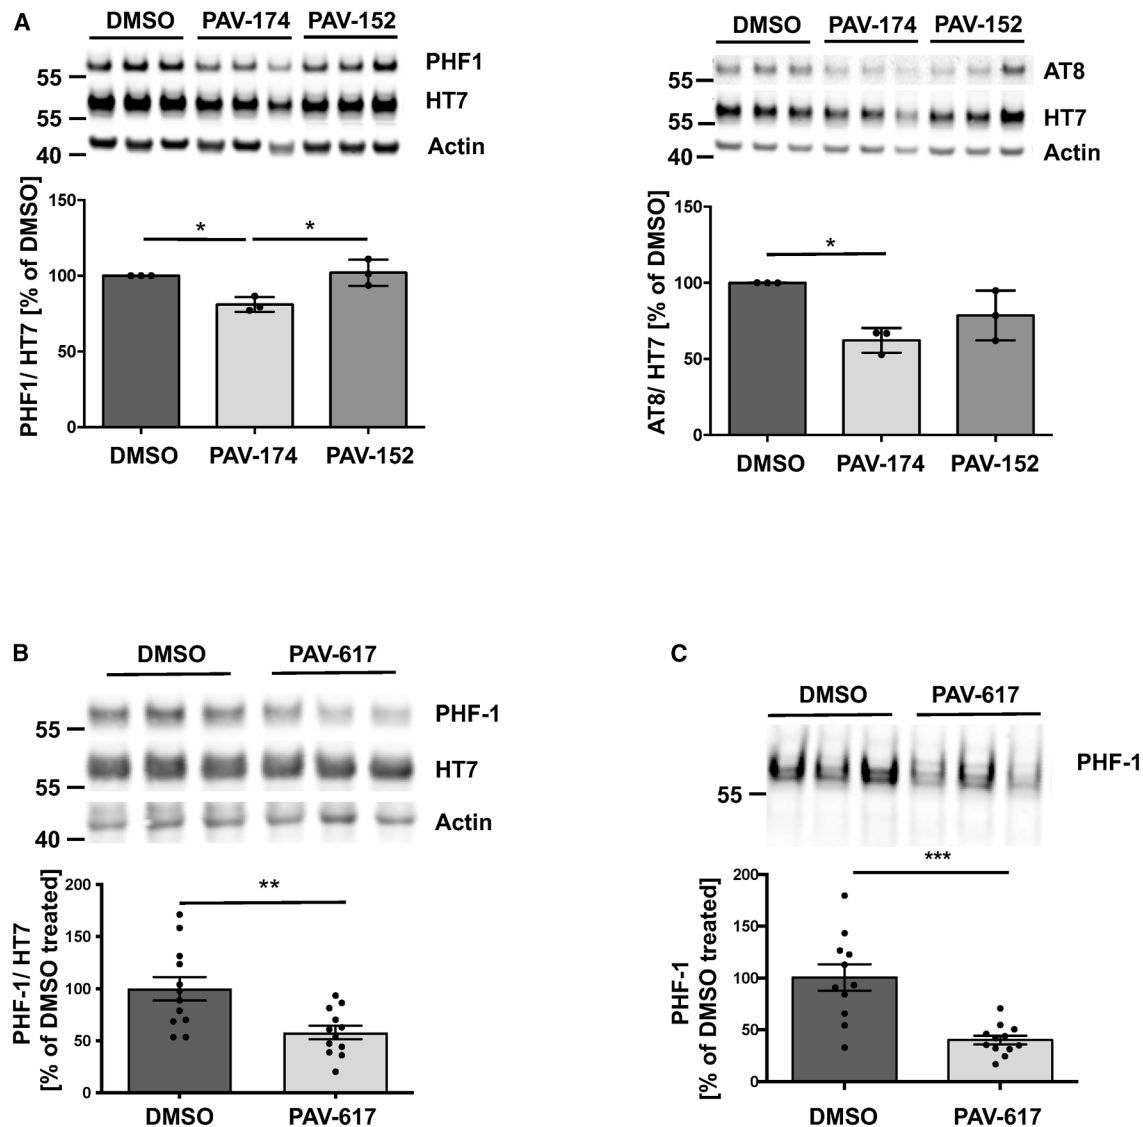 A
DMSO PAV-174 PAV-152
PHF1
55
HT7
55
Actin
40
PHF1/ HT7 [% of DMSO]
150
100
50
0
* *
DMSO PAV-174 PAV-152
DMSO PAV-174 PAV-152
AT8
55
HT7
55
Actin
40
AT8/ HT7 [% of DMSO]
150
100
50
0
*
DMSO PAV-174 PAV-152
B
DMSO PAV-617
PHF-1
55
HT7
55
Actin
40
PHF-1/ HT7
[% of DMSO treated]
200
150
100
50
0
**
DMSO PAV-617
C
DMSO PAV-617
PHF-1
55
PHF-1
[% of DMSO treated]
200
150
100
50
0
***
DMSO PAV-617